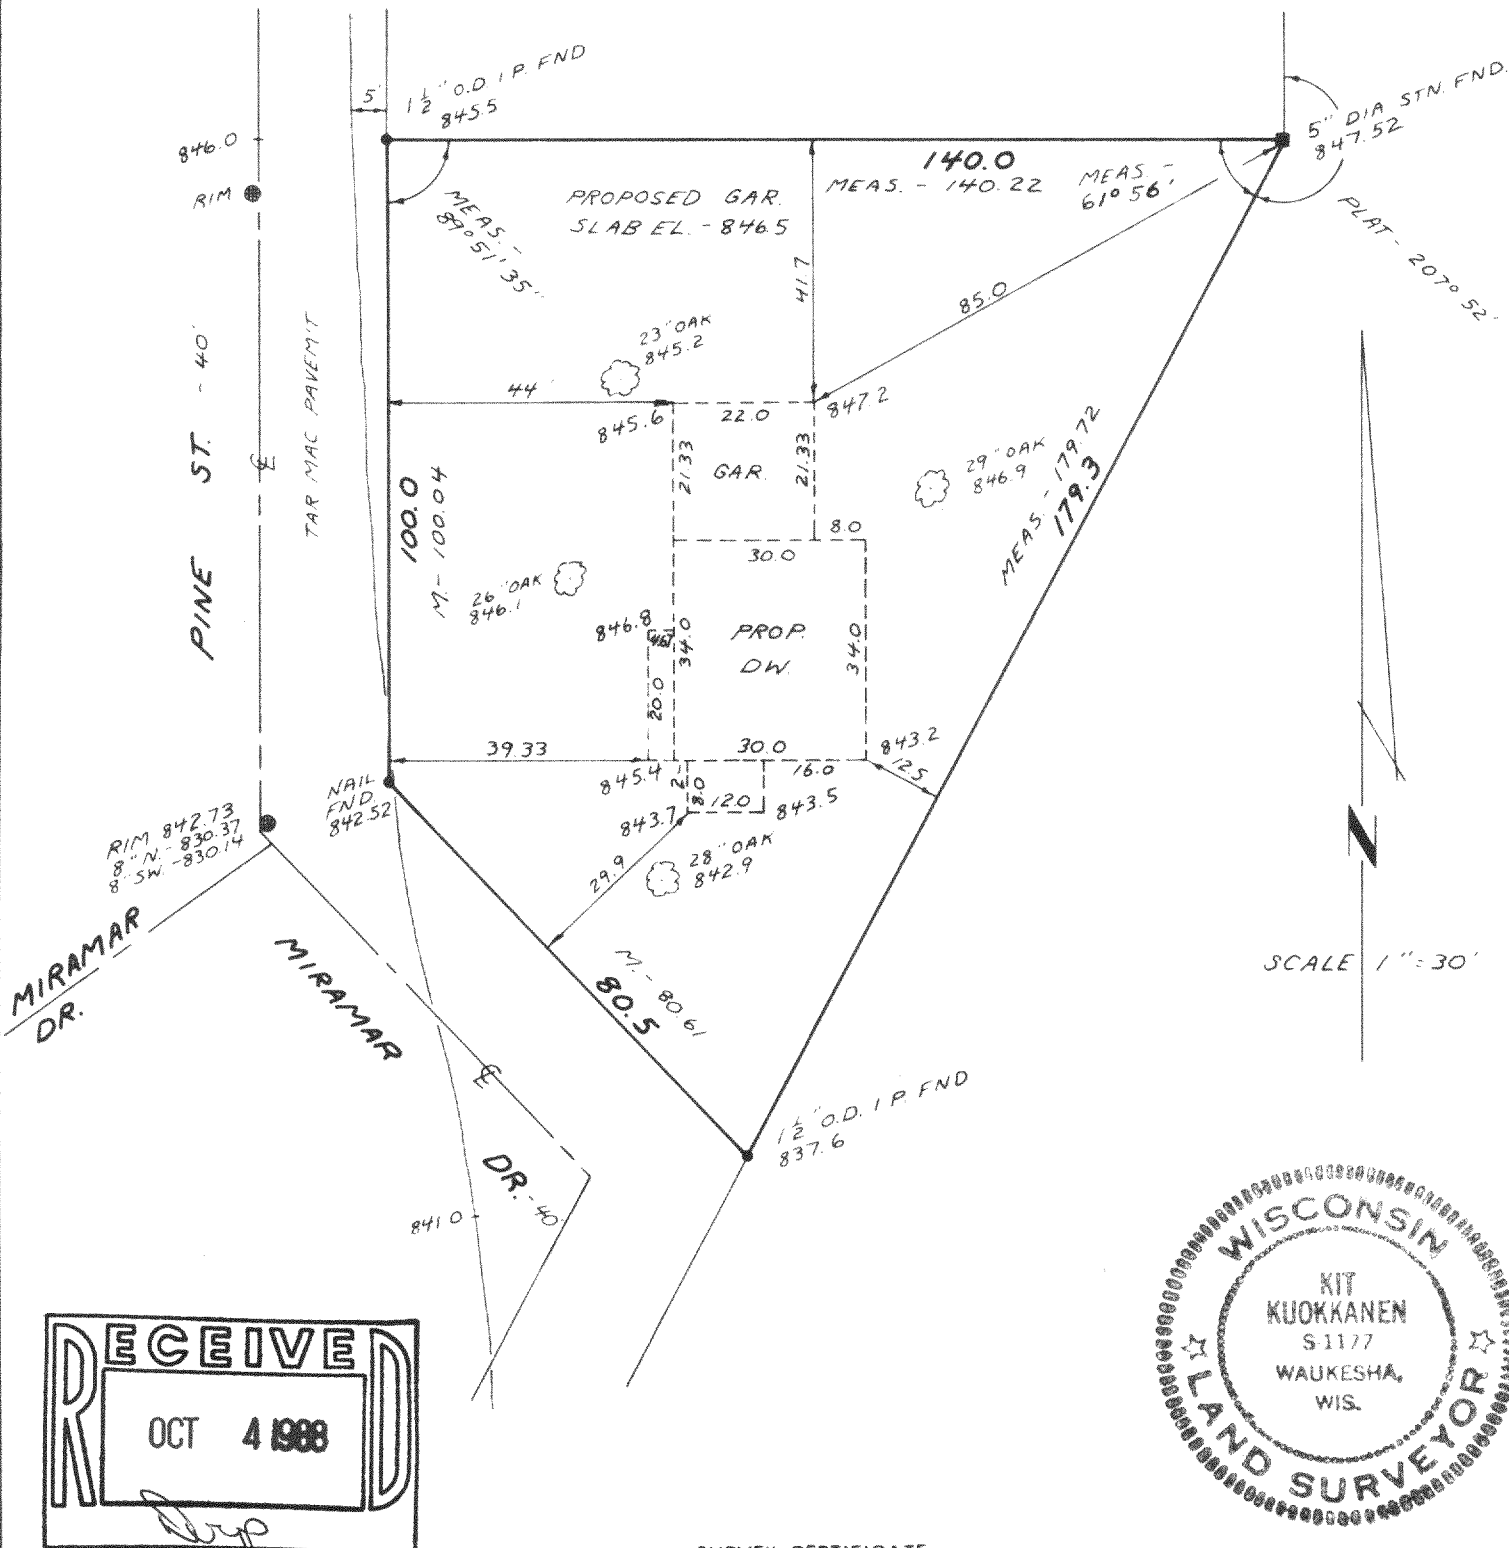 1 1/2" O.D. I.P. FND
845.5
5'
846.0
RIM
5" DIA STN. FND.
847.52
140.0
MEAS. - 140.22
MEAS -
61° 56'
PLAT - 207° 52'
MEAS. -
89° 51' 35"
PROPOSED GAR.
SLAB EL. - 846.5
41.7
85.0
23" OAK
845.2
44'
845.6
22.0
847.2
21.33
GAR.
21.33
8.0
30.0
29" OAK
846.9
MEAS. - 179.72
179.3
PINE ST. - 40'
TAR MAC PAVEM'T
100.0
M. - 100.04
26" OAK
846.1
846.8
4.67
34.0
PROP.
DW.
34.0
20.0
39.33
30.0
843.2
12.5
845.4
2'
8.0
16.0
12.0
843.7
843.5
29.9
28" OAK
842.9
NAIL
FND
842.52
RIM 842.73
8" N. - 830.37
8" SW. - 830.14
MIRAMAR
DR.
MIRAMAR
DR. - 40'
M. - 80.61
80.5
1 1/2" O.D. I.P. FND
837.6
841.0
N
SCALE 1" = 30'
RECEIVED
OCT 4 1988
WISCONSIN
KIT
KUOKKANEN
S-1177
WAUKESHA,
WIS.
LAND SURVEYOR
SURVEY CERTIFICATE